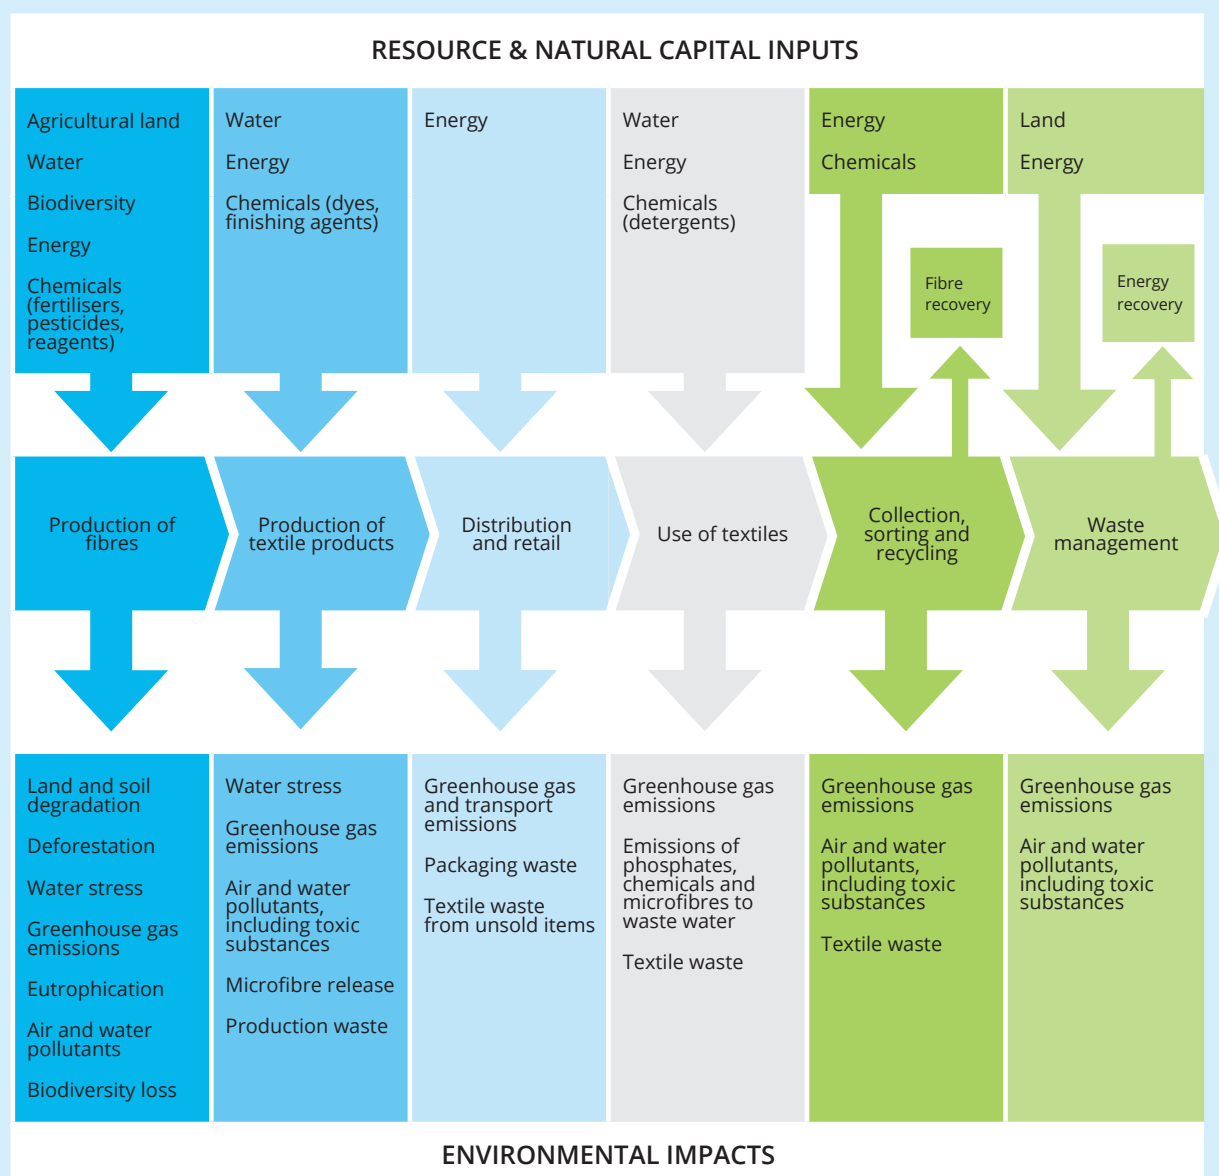 RESOURCE & NATURAL CAPITAL INPUTS
Agricultural land
Water
Biodiversity
Energy
Chemicals
(fertilisers,
pesticides,
reagents)
Water
Energy
Chemicals (dyes,
finishing agents)
Energy
Water
Energy
Chemicals
(detergents)
Energy
Chemicals
Land
Energy
Fibre
recovery
Energy
recovery
Production of
fibres
Production of
textile products
Distribution
and retail
Use of textiles
Collection,
sorting and
recycling
Waste
management
Land and soil
degradation
Deforestation
Water stress
Greenhouse gas
emissions
Eutrophication
Air and water
pollutants
Biodiversity loss
Water stress
Greenhouse gas
emissions
Air and water
pollutants,
including toxic
substances
Microfibre release
Production waste
Greenhouse gas
and transport
emissions
Packaging waste
Textile waste
from unsold items
Greenhouse gas
emissions
Emissions of
phosphates,
chemicals and
microfibres to
waste water
Textile waste
Greenhouse gas
emissions
Air and water
pollutants,
including toxic
substances
Textile waste
Greenhouse gas
emissions
Air and water
pollutants,
including toxic
substances
ENVIRONMENTAL IMPACTS